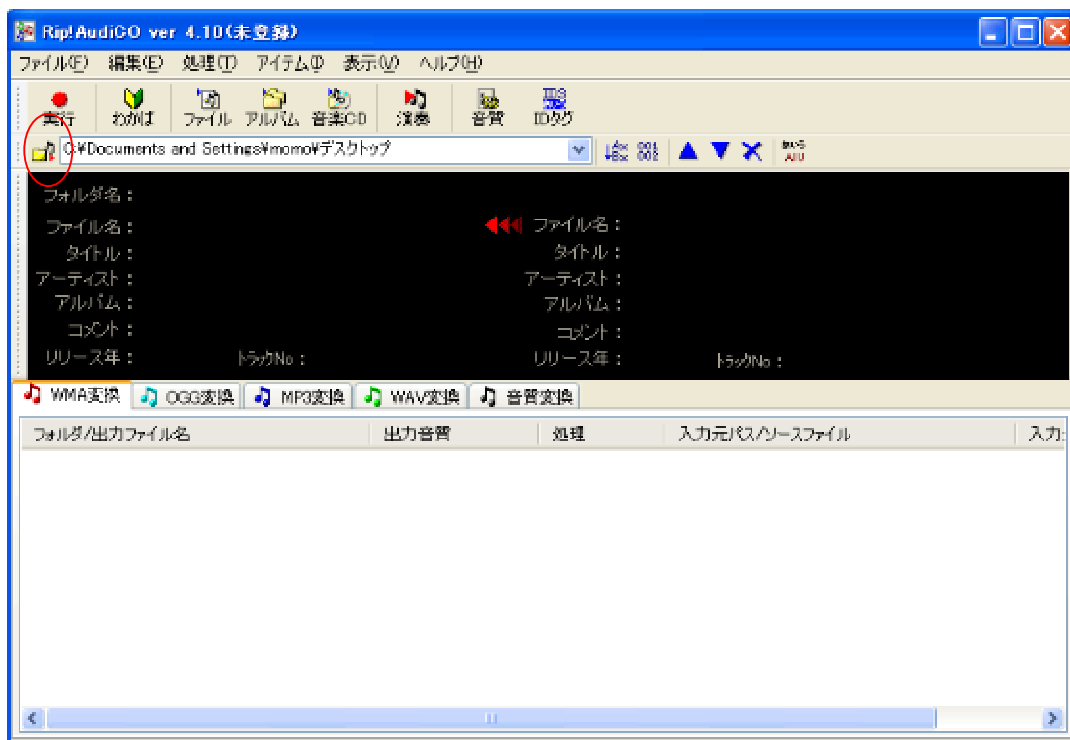 Rip!AudiCO ver 4.10(未登録)
ファイル(F) 編集(E) 処理(T) アイテム(I) 表示(V) ヘルプ(H)
実行 わかば ファイル アルバム 音楽CD 演奏 音質 IDタグ
C:¥Documents and Settings¥momo¥デスクトップ
フォルダ名:
ファイル名: ファイル名:
タイトル: タイトル:
アーティスト: アーティスト:
アルバム: アルバム:
コメント: コメント:
リリース年: トラックNo: リリース年: トラックNo:
WMA変換 OGG変換 MP3変換 WAV変換 音質変換
フォルダ/出力ファイル名 出力音質 処理 入力元パス/ソースファイル 入力